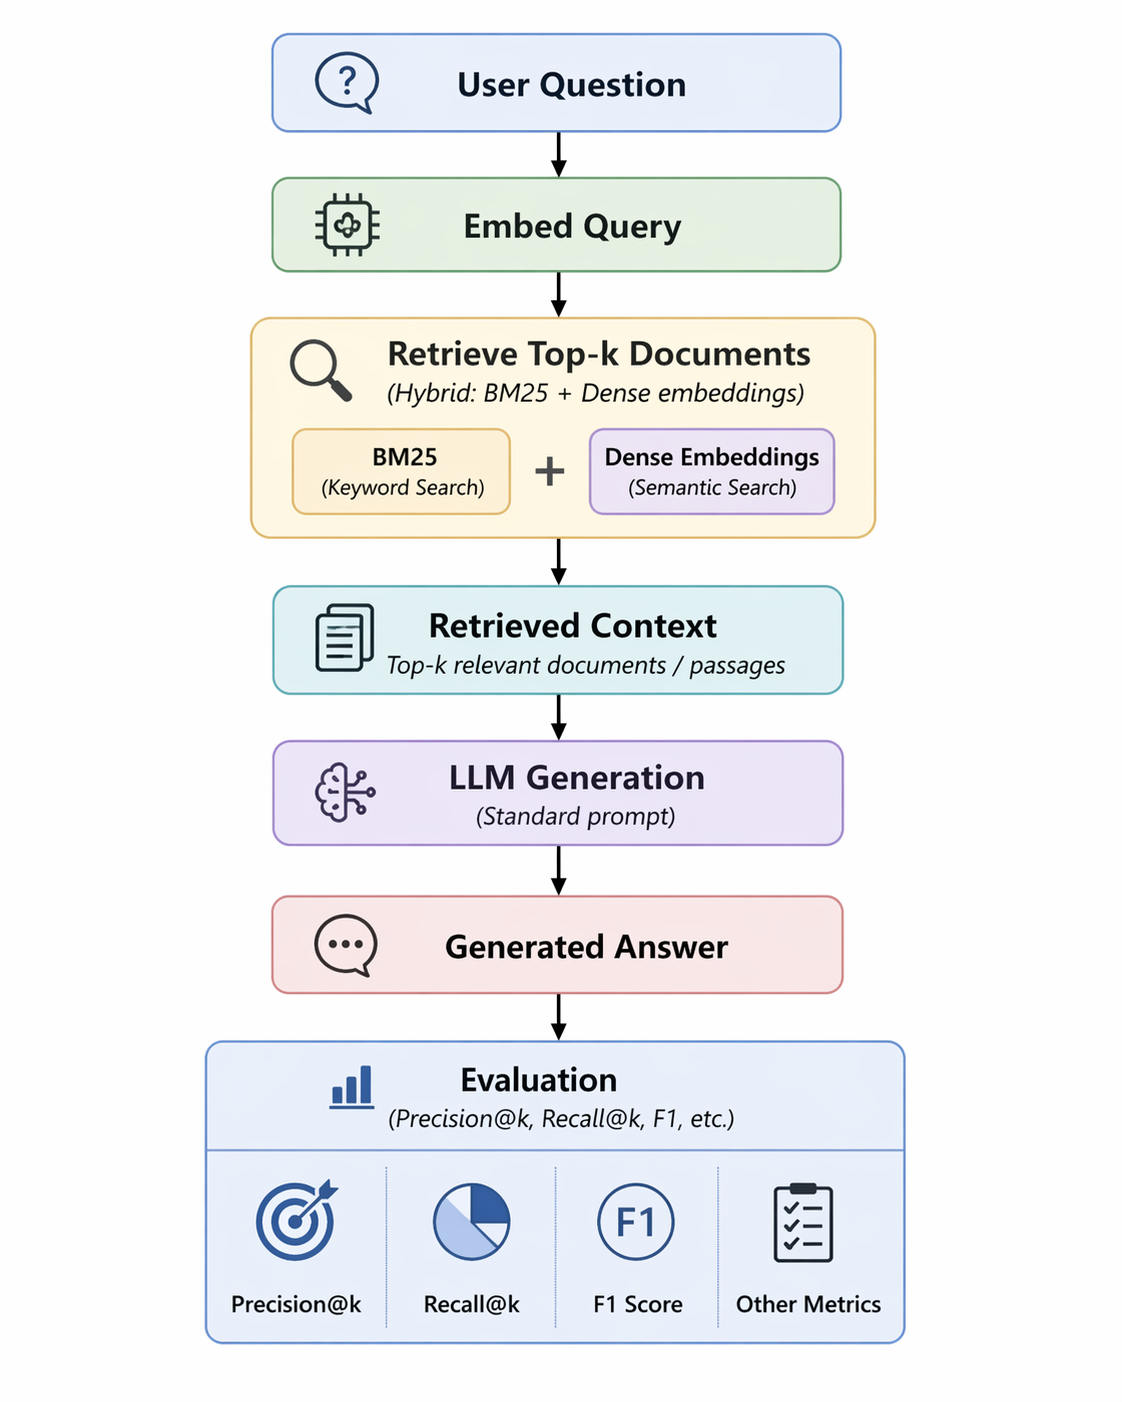 ?
User Question
Embed Query
Retrieve Top-k Documents
(Hybrid: BM25 + Dense embeddings)
BM25
(Keyword Search)
+
Dense Embeddings
(Semantic Search)
Retrieved Context
Top-k relevant documents / passages
LLM Generation
(Standard prompt)
Generated Answer
Evaluation
(Precision@k, Recall@k, F1, etc.)
F1
Precision@k
Recall@k
F1 Score
Other Metrics